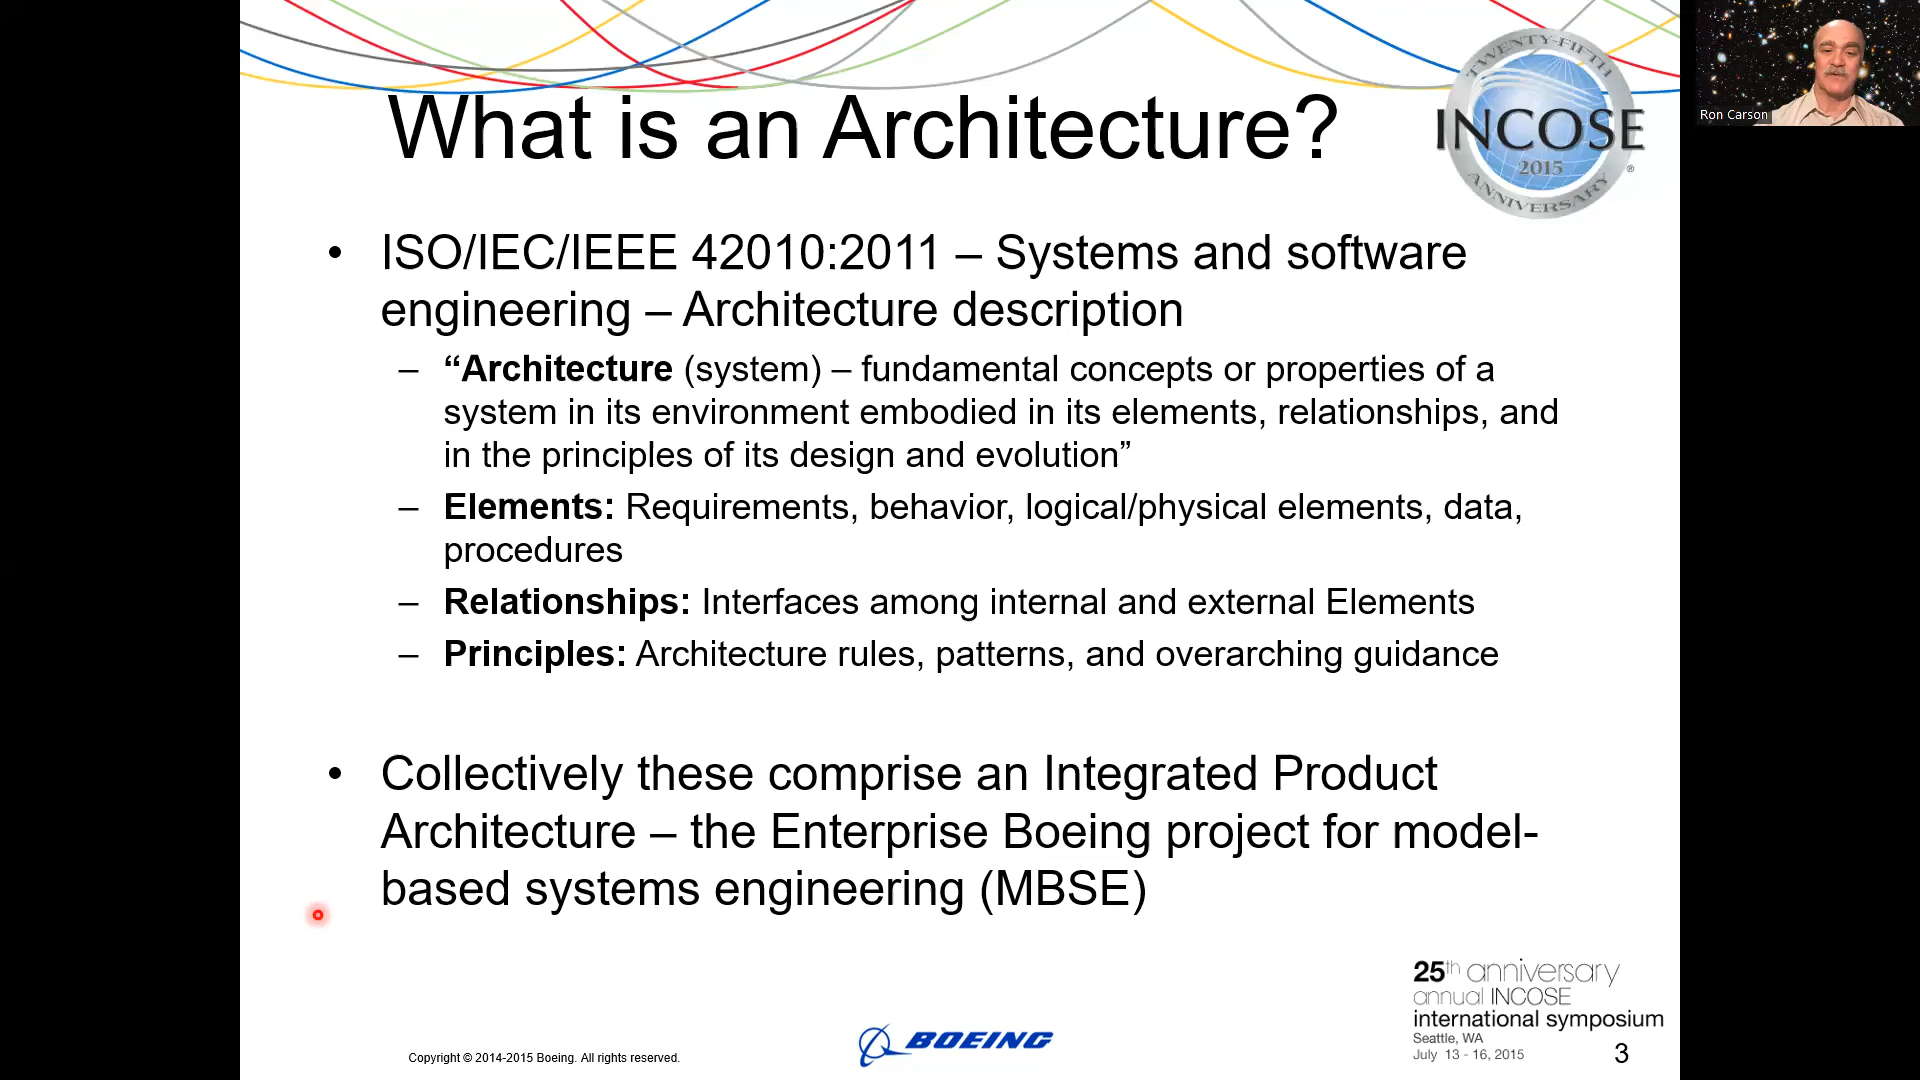 What is an Architecture?
TWENTY-FIFTH
INCOSE
2015
®
ANNIVERSARY
Ron Carson
• ISO/IEC/IEEE 42010:2011 – Systems and software
engineering – Architecture description
– “Architecture (system) – fundamental concepts or properties of a
system in its environment embodied in its elements, relationships, and
in the principles of its design and evolution”
– Elements: Requirements, behavior, logical/physical elements, data,
procedures
– Relationships: Interfaces among internal and external Elements
– Principles: Architecture rules, patterns, and overarching guidance
• Collectively these comprise an Integrated Product
Architecture – the Enterprise Boeing project for model-
based systems engineering (MBSE)
Copyright © 2014-2015 Boeing. All rights reserved.
BOEING
25th anniversary
annual INCOSE
international symposium
Seattle, WA
July 13 - 16, 2015
3